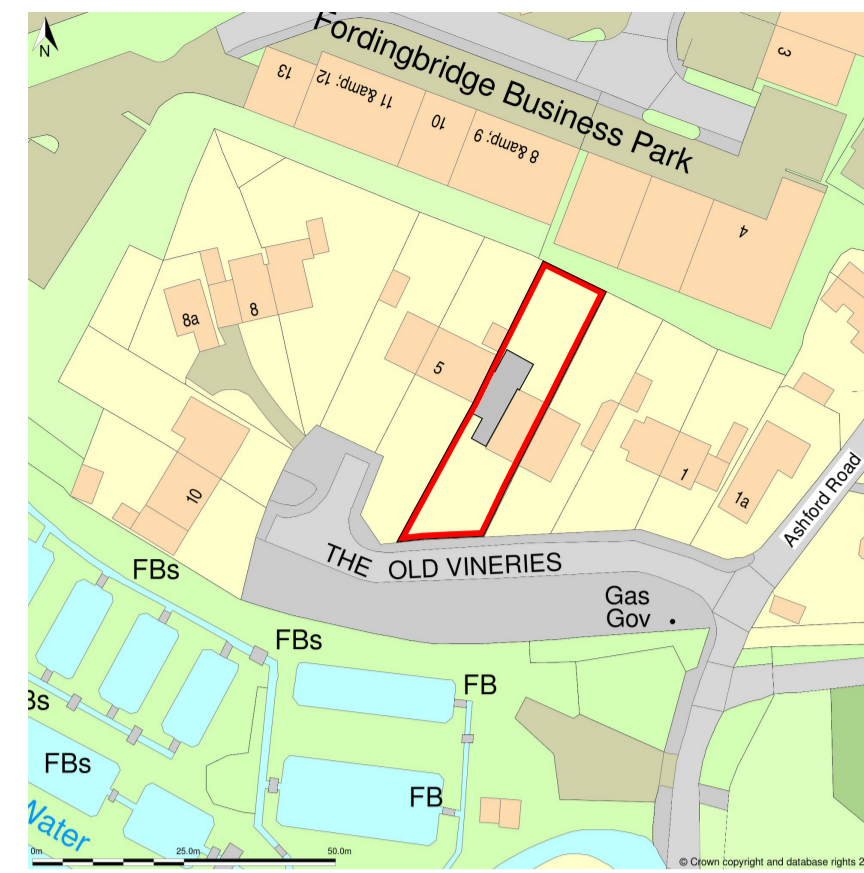 N
Fordingbridge Business Park
3
13
11 &amp; 12
10
8 &amp; 9
4
8a
8
5
10
1
1a
Ashford Road
THE OLD VINERIES
FBs
Gas
Gov
FBs
FB
FBs
FB
Water
0m
25.0m
50.0m
© Crown copyright and database rights 2